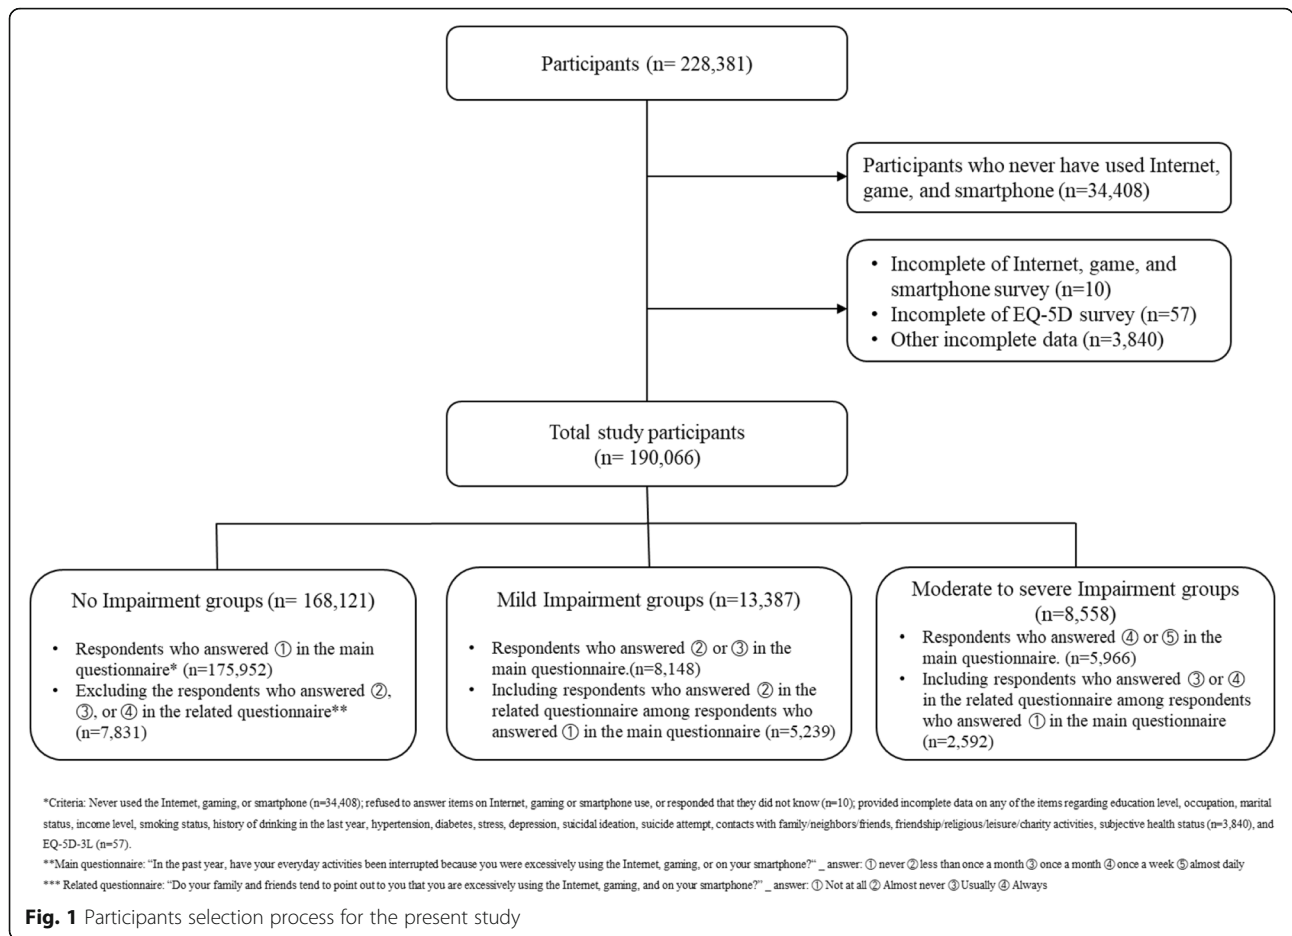 Participants (n= 228,381)
Participants who never have used Internet,
game, and smartphone (n=34,408)
• Incomplete of Internet, game, and
smartphone survey (n=10)
• Incomplete of EQ-5D survey (n=57)
• Other incomplete data (n=3,840)
Total study participants
(n= 190,066)
No Impairment groups (n= 168,121)
• Respondents who answered ① in the main
questionnaire* (n=175,952)
• Excluding the respondents who answered ②,
③, or ④ in the related questionnaire**
(n=7,831)
Mild Impairment groups (n=13,387)
• Respondents who answered ② or ③ in the
main questionnaire.(n=8,148)
• Including respondents who answered ② in the
related questionnaire among respondents who
answered ① in the main questionnaire (n=5,239)
Moderate to severe Impairment groups
(n=8,558)
• Respondents who answered ④ or ⑤ in the
main questionnaire. (n=5,966)
• Including respondents who answered ③ or ④
in the related questionnaire among respondents
who answered ① in the main questionnaire
(n=2,592)
*Criteria: Never used the Internet, gaming, or smartphone (n=34,408); refused to answer items on Internet, gaming or smartphone use, or responded that they did not know (n=10); provided incomplete data on any of the items regarding education level, occupation, marital
status, income level, smoking status, history of drinking in the last year, hypertension, diabetes, stress, depression, suicidal ideation, suicide attempt, contacts with family/neighbors/friends, friendship/religious/leisure/charity activities, subjective health status (n=3,840), and
EQ-5D-3L (n=57).
**Main questionnaire: “In the past year, have your everyday activities been interrupted because you were excessively using the Internet, gaming, or on your smartphone?“ _ answer: ① never ② less than once a month ③ once a month ④ once a week ⑤ almost daily
*** Related questionnaire: “Do your family and friends tend to point out to you that you are excessively using the Internet, gaming, and on your smartphone?” _ answer: ① Not at all ② Almost never ③ Usually ④ Always
Fig. 1 Participants selection process for the present study